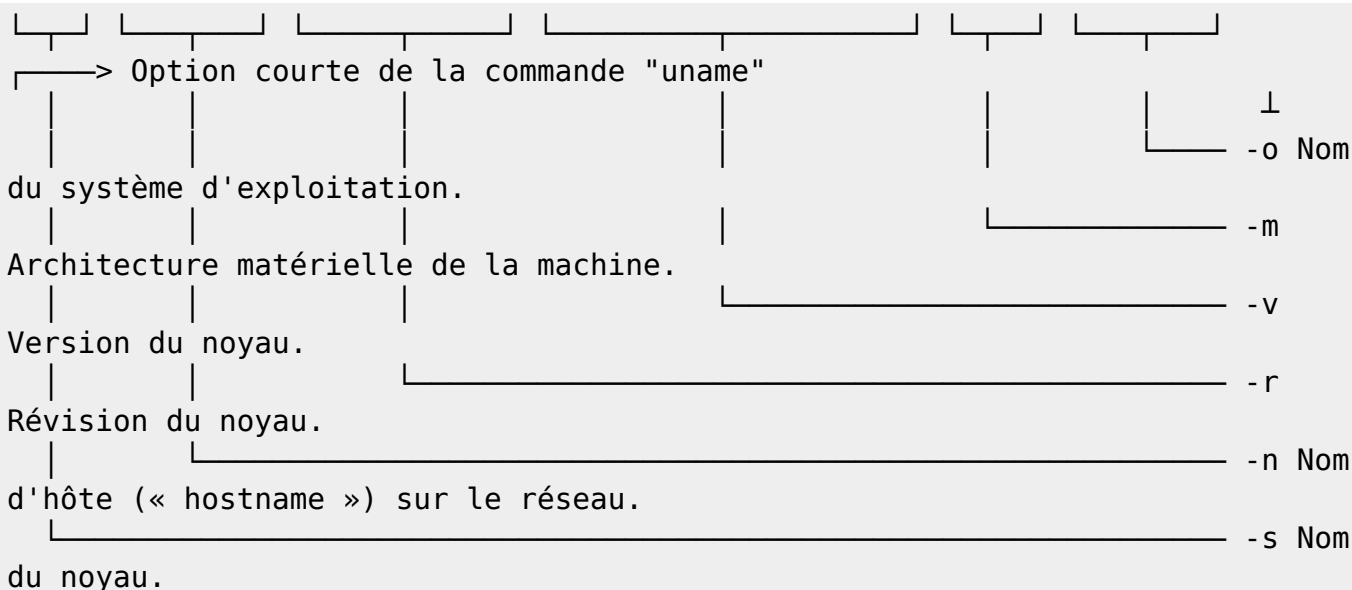 > Option courte de la commande "uname"
-o Nom
du système d'exploitation.
-m
Architecture matérielle de la machine.
-v
Version du noyau.
-r
Révision du noyau.
-n Nom
d'hôte (« hostname ») sur le réseau.
-s Nom
du noyau.